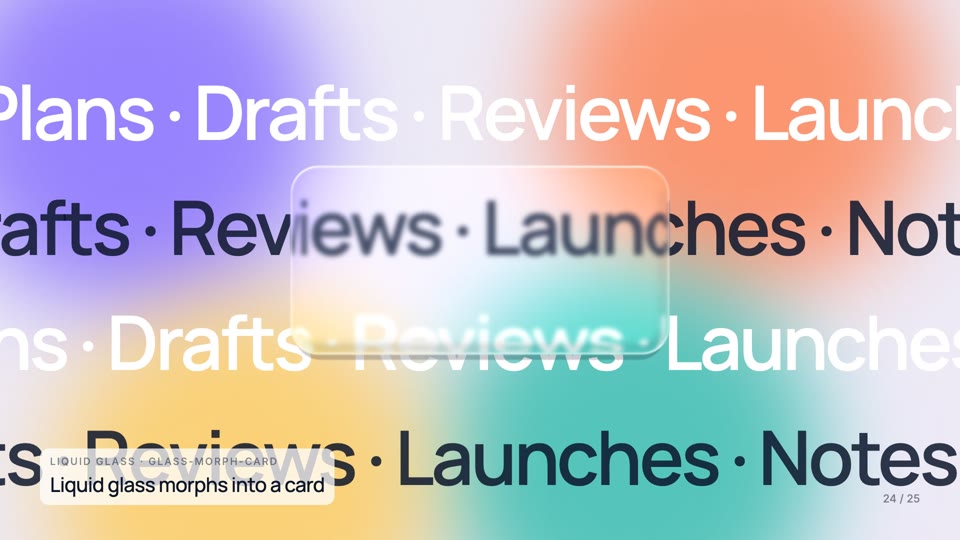 Plans · Drafts · Reviews · Launch
rafts · Reviews · Launches · Not
ns · Drafts · Reviews · Launches
ts · Reviews · Launches · Notes
LIQUID GLASS · GLASS-MORPH-CARD
Liquid glass morphs into a card
24 / 25